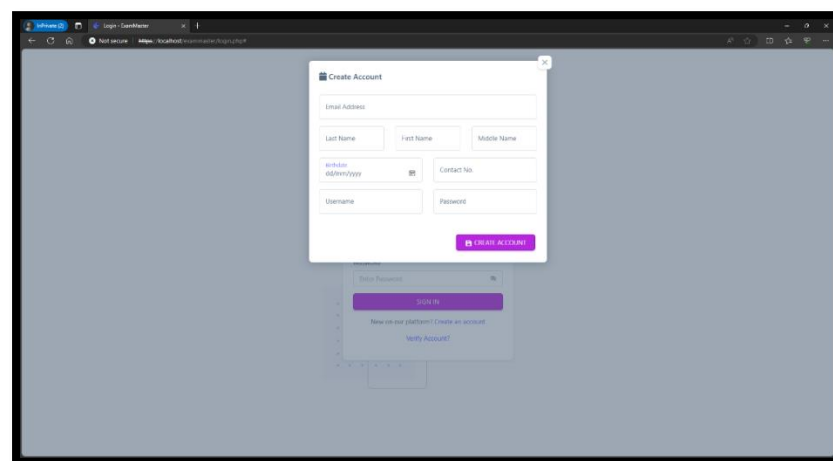 InPrivate (2) Login - ExamMaster
Not secure https://localhost/exammaster/login.php#
Create Account
Email Address
Last Name First Name Middle Name
Birthdate
dd/mm/yyyy Contact No.
Username Password
CREATE ACCOUNT
Enter Password
SIGN IN
New on our platform? Create an account
Verify Account?